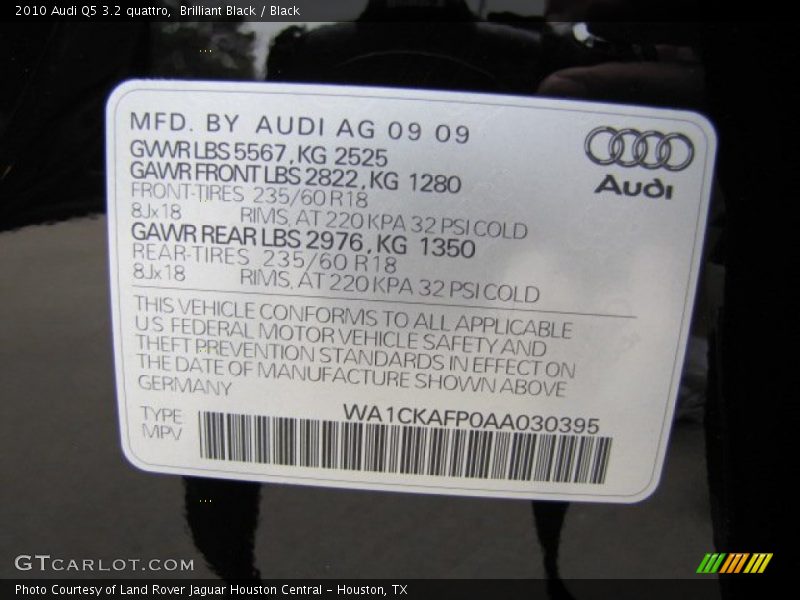 2010 Audi Q5 3.2 quattro, Brilliant Black / Black
MFD. BY AUDI AG 09 09
GVWR LBS 5567, KG 2525
GAWR FRONT LBS 2822, KG 1280
FRONT-TIRES 235/60 R18
8Jx18 RIMS, AT 220 KPA 32 PSI COLD
GAWR REAR LBS 2976, KG 1350
REAR-TIRES 235/60 R18
8Jx18 RIMS, AT 220 KPA 32 PSI COLD
Audi
THIS VEHICLE CONFORMS TO ALL APPLICABLE
U.S. FEDERAL MOTOR VEHICLE SAFETY AND
THEFT PREVENTION STANDARDS IN EFFECT ON
THE DATE OF MANUFACTURE SHOWN ABOVE
GERMANY
TYPE WA1CKAFP0AA030395
MPV
GTCARLOT.COM
Photo Courtesy of Land Rover Jaguar Houston Central - Houston, TX